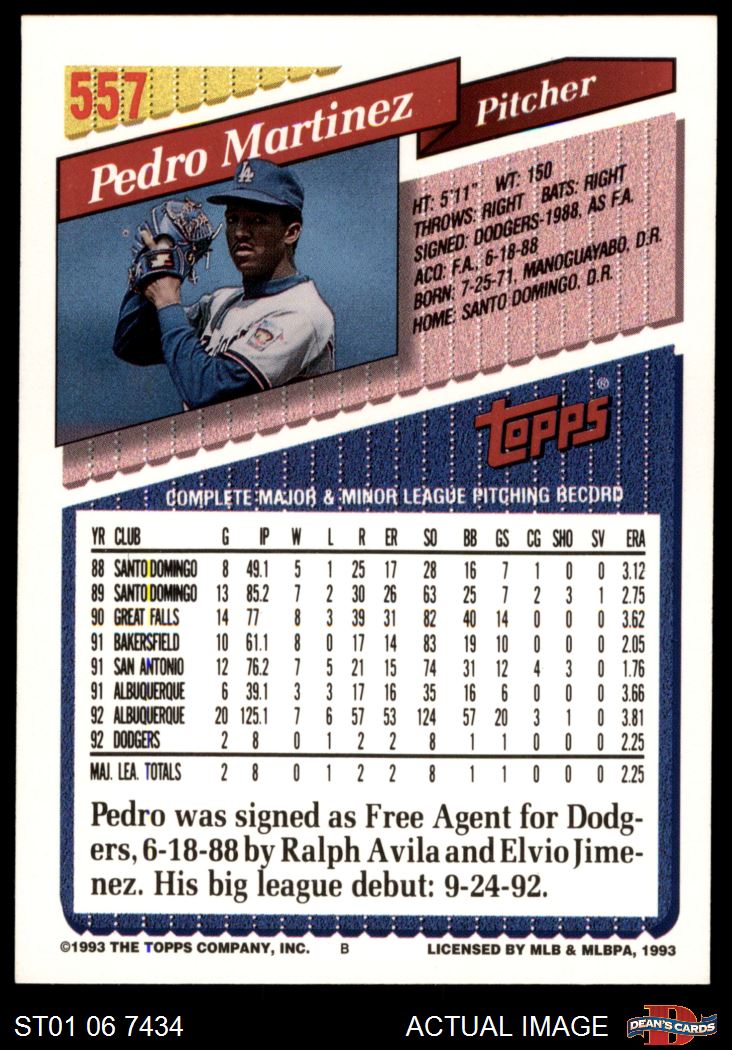 557
Pedro Martinez
Pitcher
LA
HT: 5'11" WT: 150
THROWS: RIGHT BATS: RIGHT
SIGNED: DODGERS-1988, AS F.A.
ACQ: F.A., 6-18-88
BORN: 7-25-71, MANOGUAYABO, D.R.
HOME: SANTO DOMINGO, D.R.
topps®
COMPLETE MAJOR & MINOR LEAGUE PITCHING RECORD
YR CLUB G IP W L R ER SO BB GS CG SHO SV ERA
88 SANTO DOMINGO 8 49.1 5 1 25 17 28 16 7 1 0 0 3.12
89 SANTO DOMINGO 13 85.2 7 2 30 26 63 25 7 2 3 1 2.75
90 GREAT FALLS 14 77 8 3 39 31 82 40 14 0 0 0 3.62
91 BAKERSFIELD 10 61.1 8 0 17 14 83 19 10 0 0 0 2.05
91 SAN ANTONIO 12 76.2 7 5 21 15 74 31 12 4 3 0 1.76
91 ALBUQUERQUE 6 39.1 3 3 17 16 35 16 6 0 0 0 3.66
92 ALBUQUERQUE 20 125.1 7 6 57 53 124 57 20 3 1 0 3.81
92 DODGERS 2 8 0 1 2 2 8 1 1 0 0 0 2.25
MAJ. LEA. TOTALS 2 8 0 1 2 2 8 1 1 0 0 0 2.25
Pedro was signed as Free Agent for Dodg-
ers, 6-18-88 by Ralph Avila and Elvio Jime-
nez. His big league debut: 9-24-92.
©1993 THE TOPPS COMPANY, INC. B LICENSED BY MLB & MLBPA, 1993
ST01 06 7434 ACTUAL IMAGE D DEAN'S CARDS